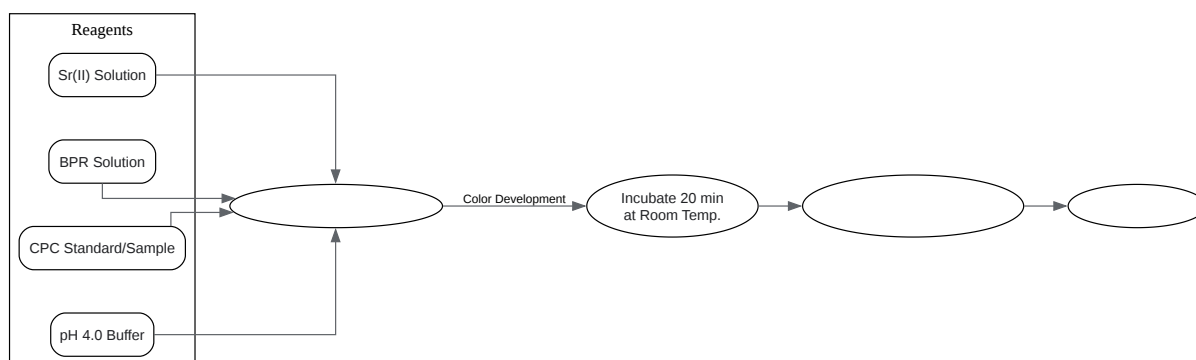 Reagents
Sr(II) Solution
BPR Solution
CPC Standard/Sample
pH 4.0 Buffer
Color Development
Incubate 20 min
at Room Temp.